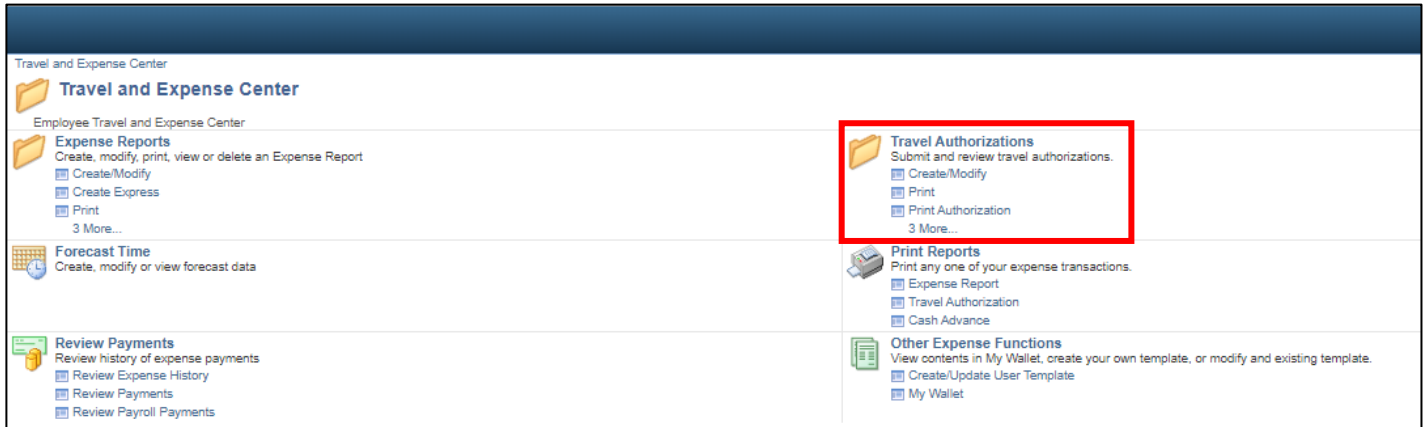 Travel and Expense Center
Travel and Expense Center
Employee Travel and Expense Center
Expense Reports
Create, modify, print, view or delete an Expense Report
Create/Modify
Create Express
Print
3 More...
Travel Authorizations
Submit and review travel authorizations.
Create/Modify
Print
Print Authorization
3 More...
Forecast Time
Create, modify or view forecast data
Print Reports
Print any one of your expense transactions.
Expense Report
Travel Authorization
Cash Advance
Review Payments
Review history of expense payments
Review Expense History
Review Payments
Review Payroll Payments
Other Expense Functions
View contents in My Wallet, create your own template, or modify and existing template.
Create/Update User Template
My Wallet